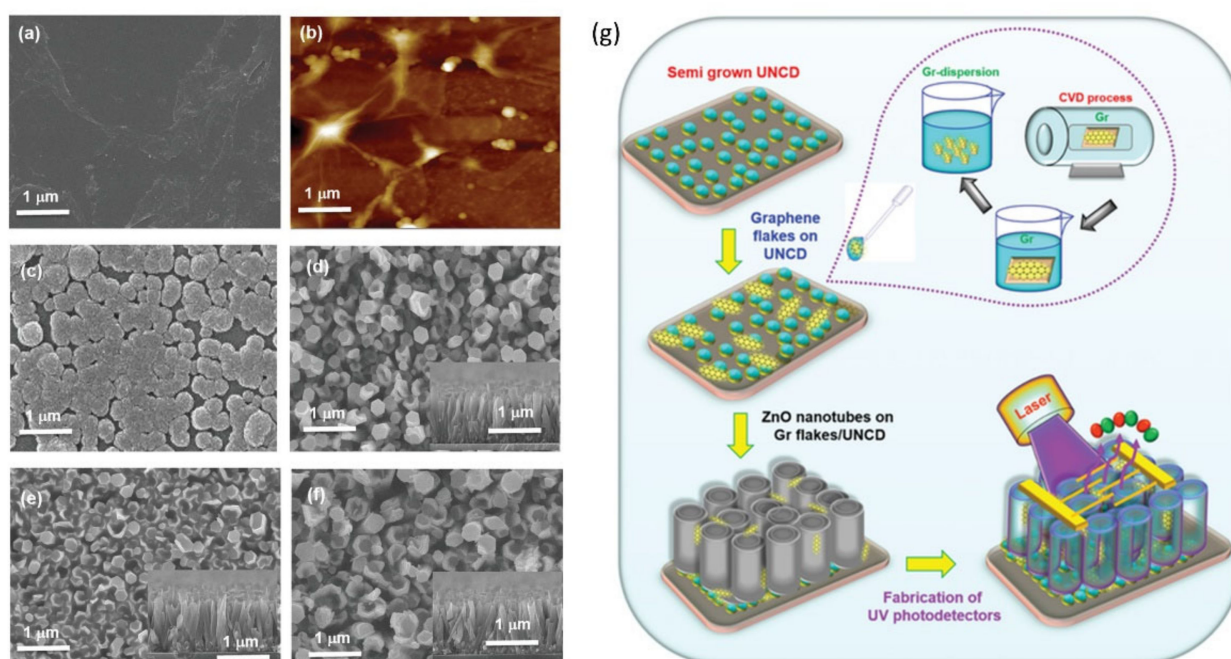 (a)
1 μm
(b)
1 μm
(c)
1 μm
(d)
1 μm
1 μm
(e)
1 μm
1 μm
(f)
1 μm
1 μm
(g)
Semi grown UNCD
Gr-dispersion
CVD process
Gr
Gr
Graphene
flakes on
UNCD
ZnO nanotubes on
Gr flakes/UNCD
Laser
Fabrication of
UV photodetectors